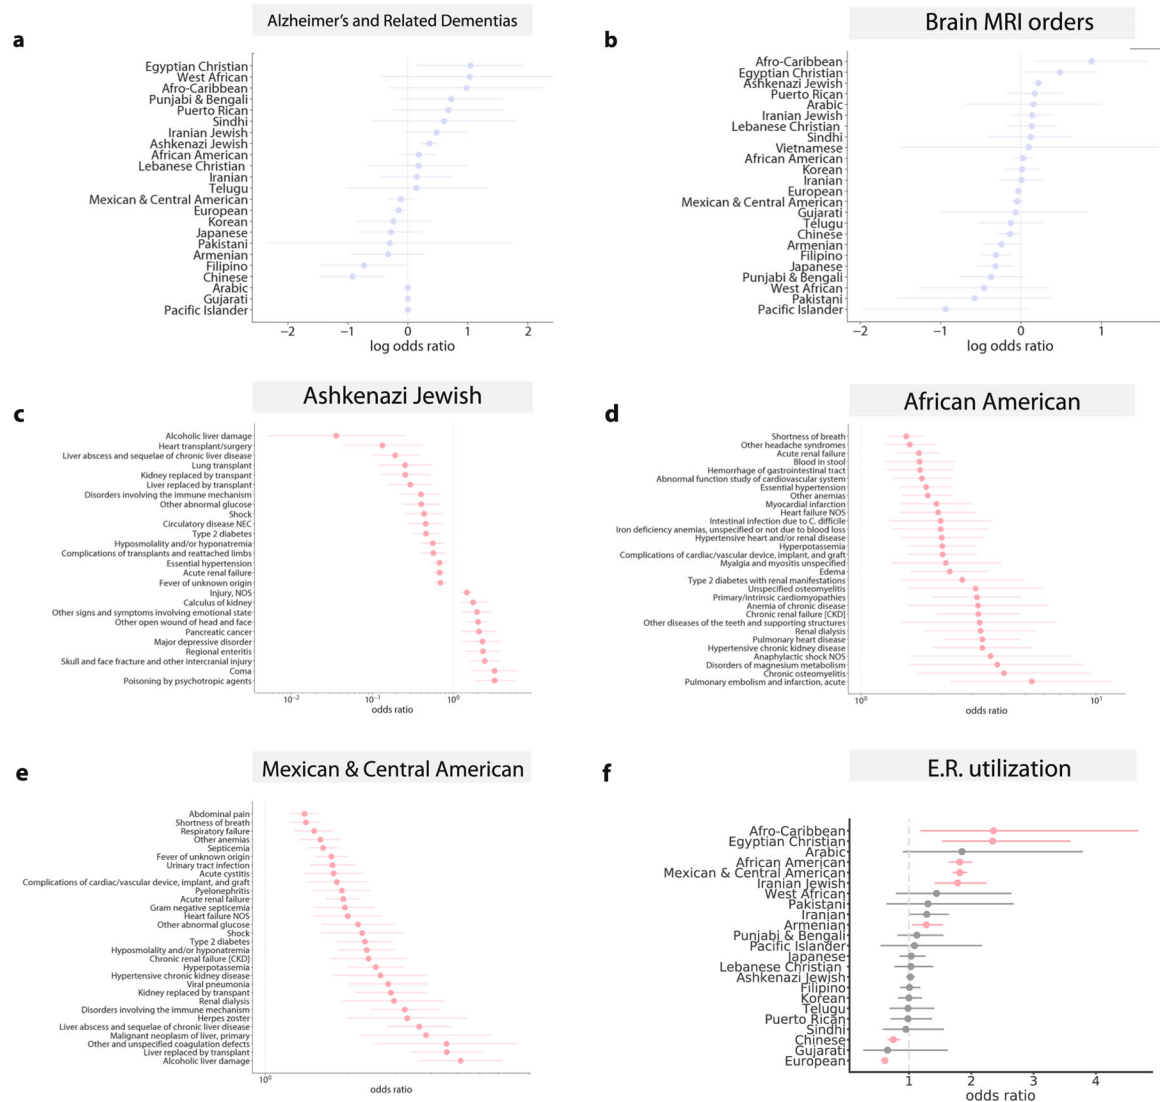 a
Alzheimer's and Related Dementias
Egyptian Christian
West African
Afro-Caribbean
Punjabi & Bengali
Puerto Rican
Sindhi
Iranian Jewish
Ashkenazi Jewish
African American
Lebanese Christian
Iranian
Telugu
Mexican & Central American
European
Korean
Japanese
Pakistani
Armenian
Filipino
Chinese
Arabic
Gujarati
Pacific Islander
−2 −1 0 1 2
log odds ratio
b
Brain MRI orders
Afro-Caribbean
Egyptian Christian
Ashkenazi Jewish
Puerto Rican
Arabic
Iranian Jewish
Lebanese Christian
Sindhi
Vietnamese
African American
Korean
Iranian
European
Mexican & Central American
Gujarati
Telugu
Chinese
Armenian
Filipino
Japanese
Punjabi & Bengali
West African
Pakistani
Pacific Islander
−2 −1 0 1
log odds ratio
c
Ashkenazi Jewish
Alcoholic liver damage
Heart transplant/surgery
Liver abscess and sequelae of chronic liver disease
Lung transplant
Kidney replaced by transpant
Liver replaced by transplant
Disorders involving the immune mechanism
Other abnormal glucose
Shock
Circulatory disease NEC
Type 2 diabetes
Hyposmolality and/or hyponatremia
Complications of transplants and reattached limbs
Essential hypertension
Acute renal failure
Fever of unknown origin
Injury, NOS
Calculus of kidney
Other signs and symptoms involving emotional state
Other open wound of head and face
Pancreatic cancer
Major depressive disorder
Regional enteritis
Skull and face fracture and other intercranial injury
Coma
Poisoning by psychotropic agents
10⁻² 10⁻¹ 10⁰
odds ratio
d
African American
Shortness of breath
Other headache syndromes
Acute renal failure
Blood in stool
Hemorrhage of gastrointestinal tract
Abnormal function study of cardiovascular system
Essential hypertension
Other anemias
Myocardial infarction
Heart failure NOS
Intestinal infection due to C. difficile
Iron deficiency anemias, unspecified or not due to blood loss
Hypertensive heart and/or renal disease
Hyperpotassemia
Complications of cardiac/vascular device, implant, and graft
Myalgia and myositis unspecified
Edema
Type 2 diabetes with renal manifestations
Unspecified osteomyelitis
Primary/intrinsic cardiomyopathies
Anemia of chronic disease
Chronic renal failure [CKD]
Other diseases of the teeth and supporting structures
Renal dialysis
Pulmonary heart disease
Hypertensive chronic kidney disease
Anaphylactic shock NOS
Disorders of magnesium metabolism
Chronic osteomyelitis
Pulmonary embolism and infarction, acute
10⁰ 10¹
odds ratio
e
Mexican & Central American
Abdominal pain
Shortness of breath
Respiratory failure
Other anemias
Septicemia
Fever of unknown origin
Urinary tract infection
Acute cystitis
Complications of cardiac/vascular device, implant, and graft
Pyelonephritis
Acute renal failure
Gram negative septicemia
Heart failure NOS
Other abnormal glucose
Shock
Type 2 diabetes
Hyposmolality and/or hyponatremia
Chronic renal failure [CKD]
Hyperpotassemia
Hypertensive chronic kidney disease
Viral pneumonia
Kidney replaced by transpant
Renal dialysis
Disorders involving the immune mechanism
Herpes zoster
Liver abscess and sequelae of chronic liver disease
Malignant neoplasm of liver, primary
Other and unspecified coagulation defects
Liver replaced by transplant
Alcoholic liver damage
10⁰
odds ratio
f
E.R. utilization
Afro-Caribbean
Egyptian Christian
Arabic
African American
Mexican & Central American
Iranian Jewish
West African
Pakistani
Iranian
Armenian
Punjabi & Bengali
Pacific Islander
Japanese
Lebanese Christian
Ashkenazi Jewish
Filipino
Korean
Telugu
Puerto Rican
Sindhi
Chinese
Gujarati
European
1 2 3 4
odds ratio